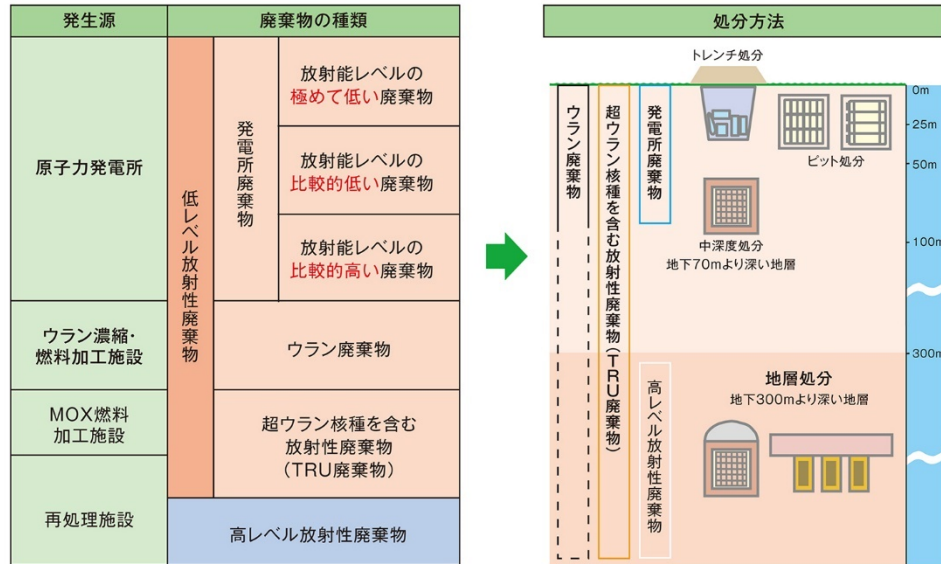 発生源
廃棄物の種類
原子力発電所
ウラン濃縮・
燃料加工施設
MOX燃料
加工施設
再処理施設
低レベル放射性廃棄物
発電所廃棄物
放射能レベルの
極めて低い廃棄物
放射能レベルの
比較的低い廃棄物
放射能レベルの
比較的高い廃棄物
ウラン廃棄物
超ウラン核種を含む
放射性廃棄物
（TRU廃棄物）
高レベル放射性廃棄物
処分方法
トレンチ処分
ウラン廃棄物
超ウラン核種を含む放射性廃棄物（TRU廃棄物）
発電所廃棄物
ピット処分
中深度処分
地下70mより深い地層
高レベル放射性廃棄物
地層処分
地下300mより深い地層
0m
25m
50m
100m
300m